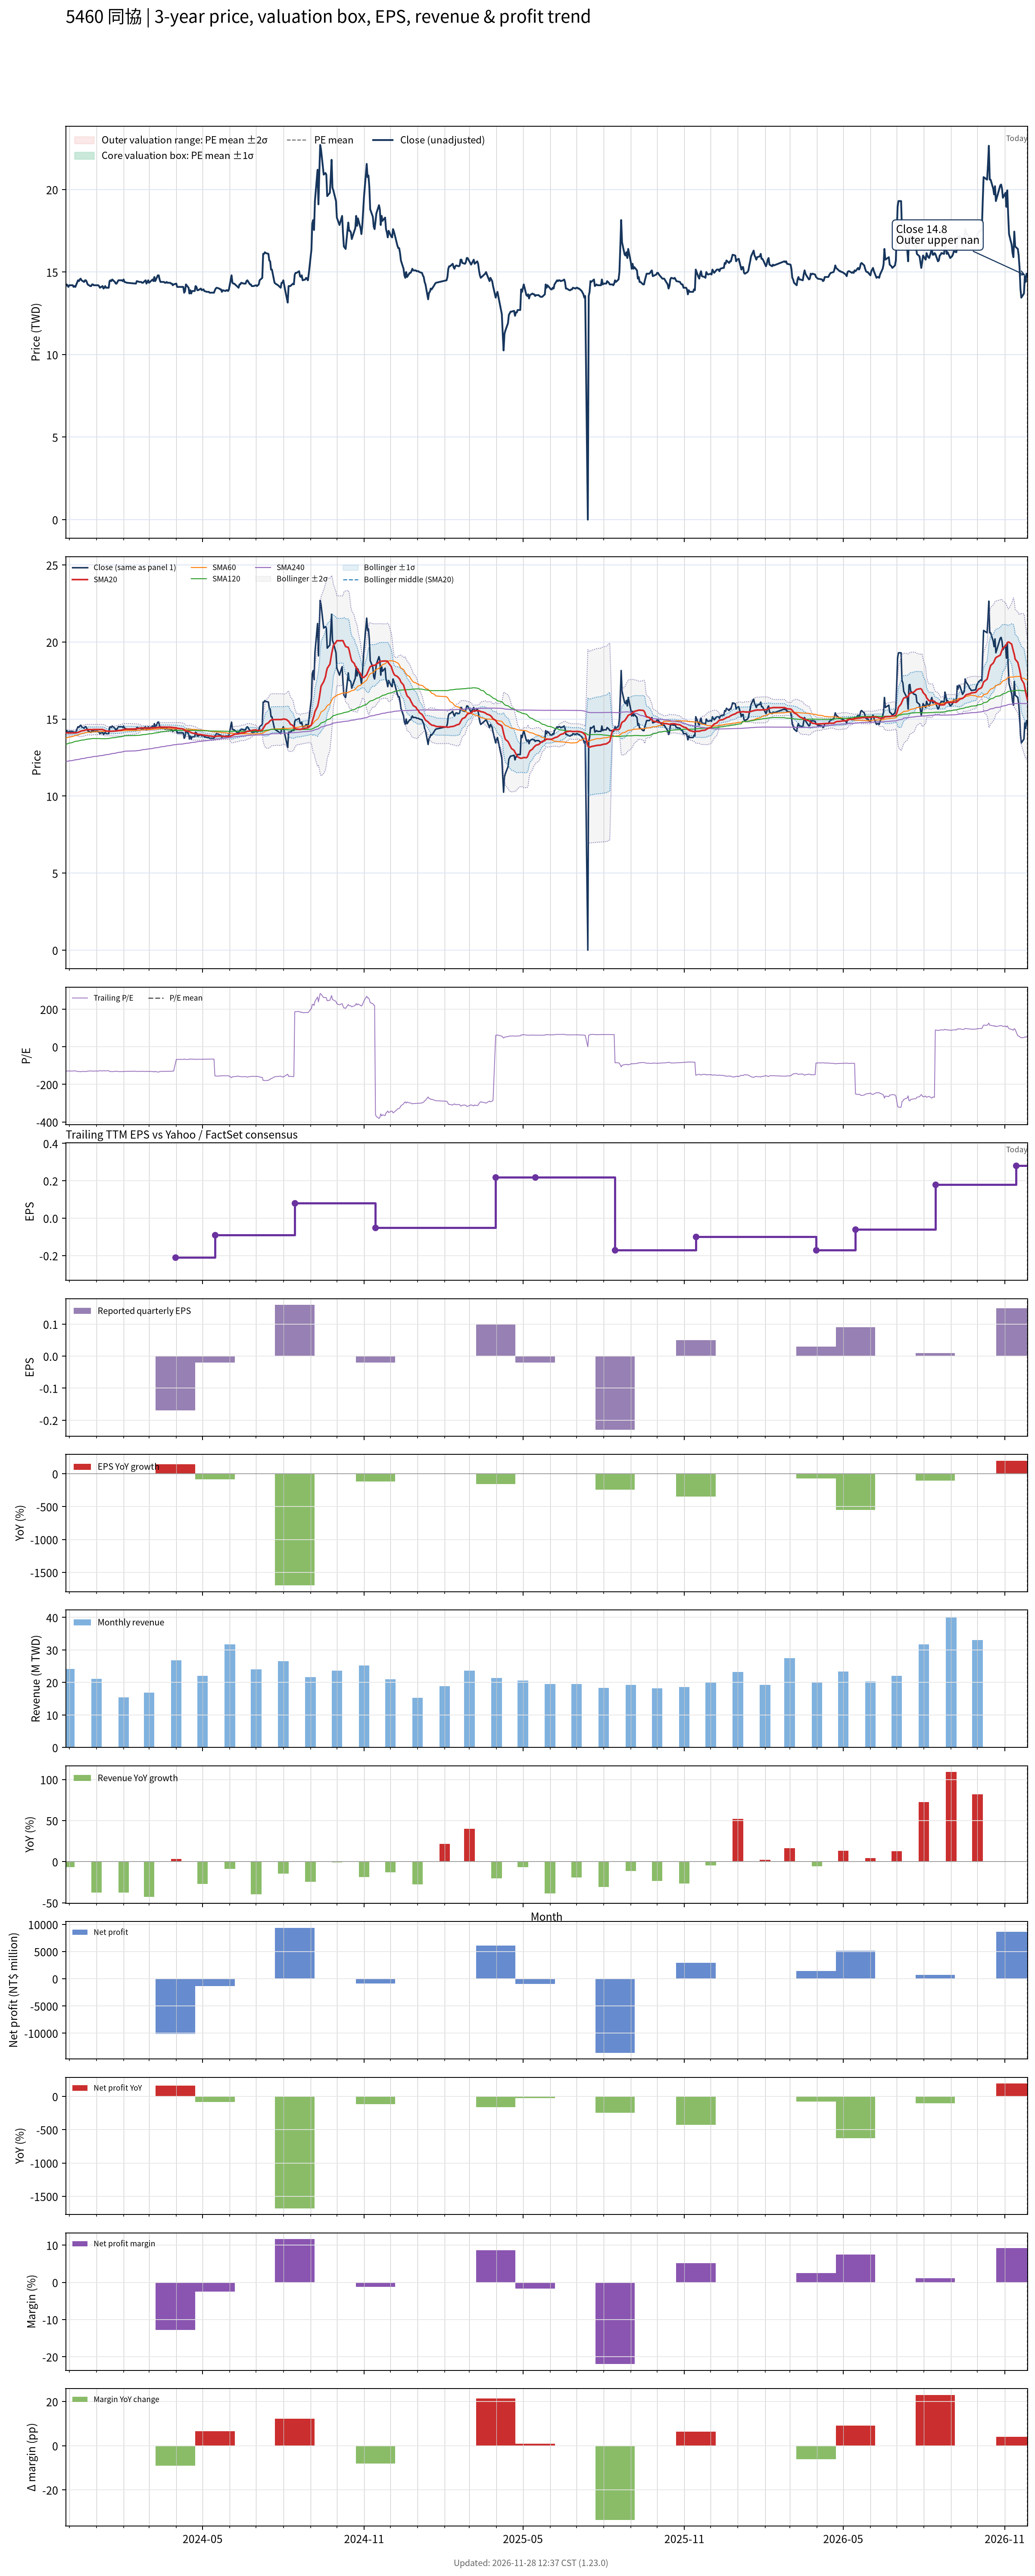 5460 同協 | 3-year price, valuation box, EPS, revenue & profit trend
Outer valuation range: PE mean ±2σ
Core valuation box: PE mean ±1σ
PE mean
Close (unadjusted)
Today
Close 14.8
Outer upper nan
Price (TWD)
20
15
10
5
0
Close (same as panel 1)
SMA20
SMA60
SMA120
SMA240
Bollinger ±2σ
Bollinger ±1σ
Bollinger middle (SMA20)
Price
25
20
15
10
5
0
Trailing P/E
P/E mean
P/E
200
0
-200
-400
Trailing TTM EPS vs Yahoo / FactSet consensus
Today
EPS
0.4
0.2
0.0
-0.2
Reported quarterly EPS
EPS
0.1
0.0
-0.1
-0.2
EPS YoY growth
YoY (%)
0
-500
-1000
-1500
Monthly revenue
Revenue (M TWD)
40
30
20
10
0
Revenue YoY growth
YoY (%)
100
50
0
-50
Month
Net profit
Net profit (NT$ million)
10000
5000
0
-5000
-10000
Net profit YoY
YoY (%)
0
-500
-1000
-1500
Net profit margin
Margin (%)
10
0
-10
-20
Margin YoY change
Δ margin (pp)
20
0
-20
2024-05 2024-11 2025-05 2025-11 2026-05 2026-11
Updated: 2026-11-28 12:37 CST (1.23.0)